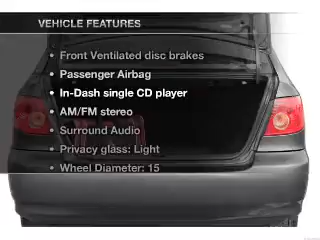 VEHICLE FEATURES
• Front Ventilated disc brakes
• Passenger Airbag
• In-Dash single CD player
• AM/FM stereo
• Surround Audio
• Privacy glass: Light
• Wheel Diameter: 15